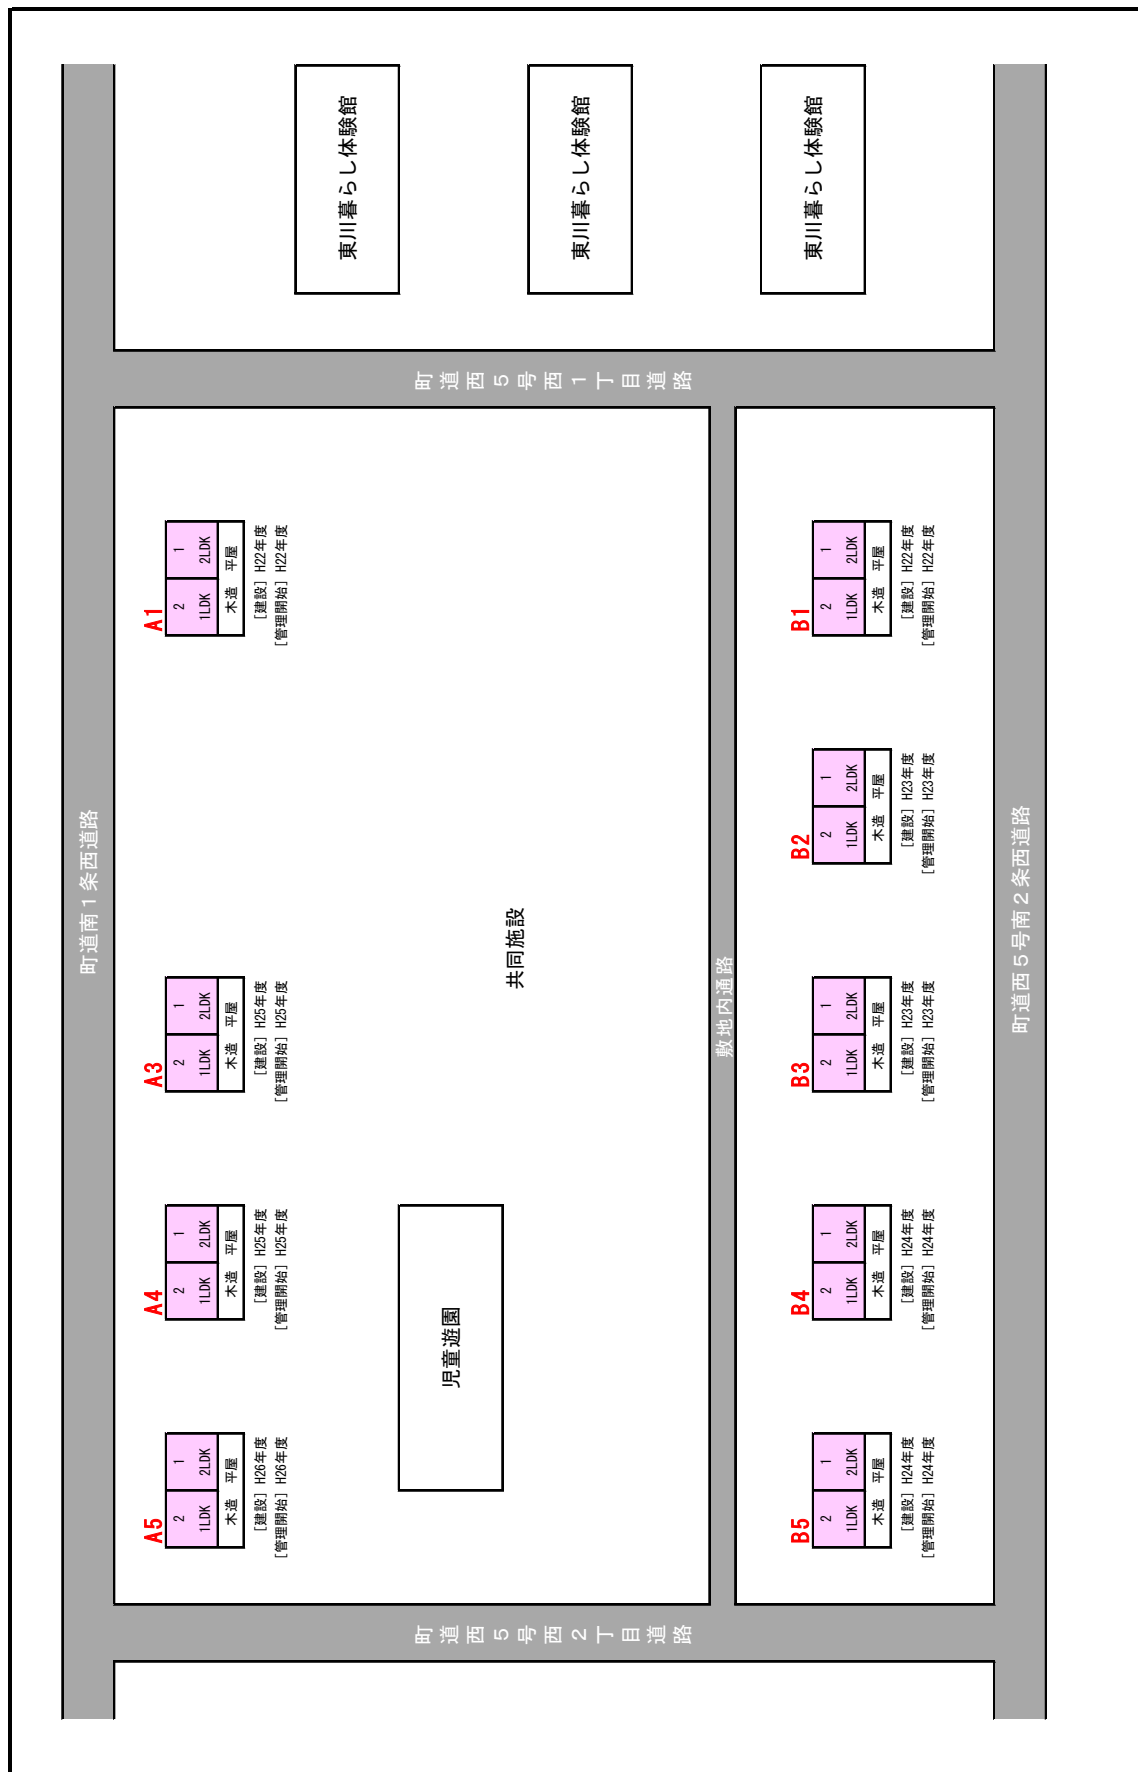 町道南１条西道路
A5
2 1
1LDK 2LDK
木造 平屋
[建設] H26年度
[管理開始] H26年度
A4
2 1
1LDK 2LDK
木造 平屋
[建設] H25年度
[管理開始] H25年度
A3
2 1
1LDK 2LDK
木造 平屋
[建設] H25年度
[管理開始] H25年度
A1
2 1
1LDK 2LDK
木造 平屋
[建設] H22年度
[管理開始] H22年度
東川暮らし体験館
東川暮らし体験館
東川暮らし体験館
町道西５号西２丁目道路
児童遊園
共同施設
町道西５号西１丁目道路
敷地内通路
B5
2 1
1LDK 2LDK
木造 平屋
[建設] H24年度
[管理開始] H24年度
B4
2 1
1LDK 2LDK
木造 平屋
[建設] H24年度
[管理開始] H24年度
B3
2 1
1LDK 2LDK
木造 平屋
[建設] H23年度
[管理開始] H23年度
B2
2 1
1LDK 2LDK
木造 平屋
[建設] H23年度
[管理開始] H23年度
B1
2 1
1LDK 2LDK
木造 平屋
[建設] H22年度
[管理開始] H22年度
町道西５号南２条西道路